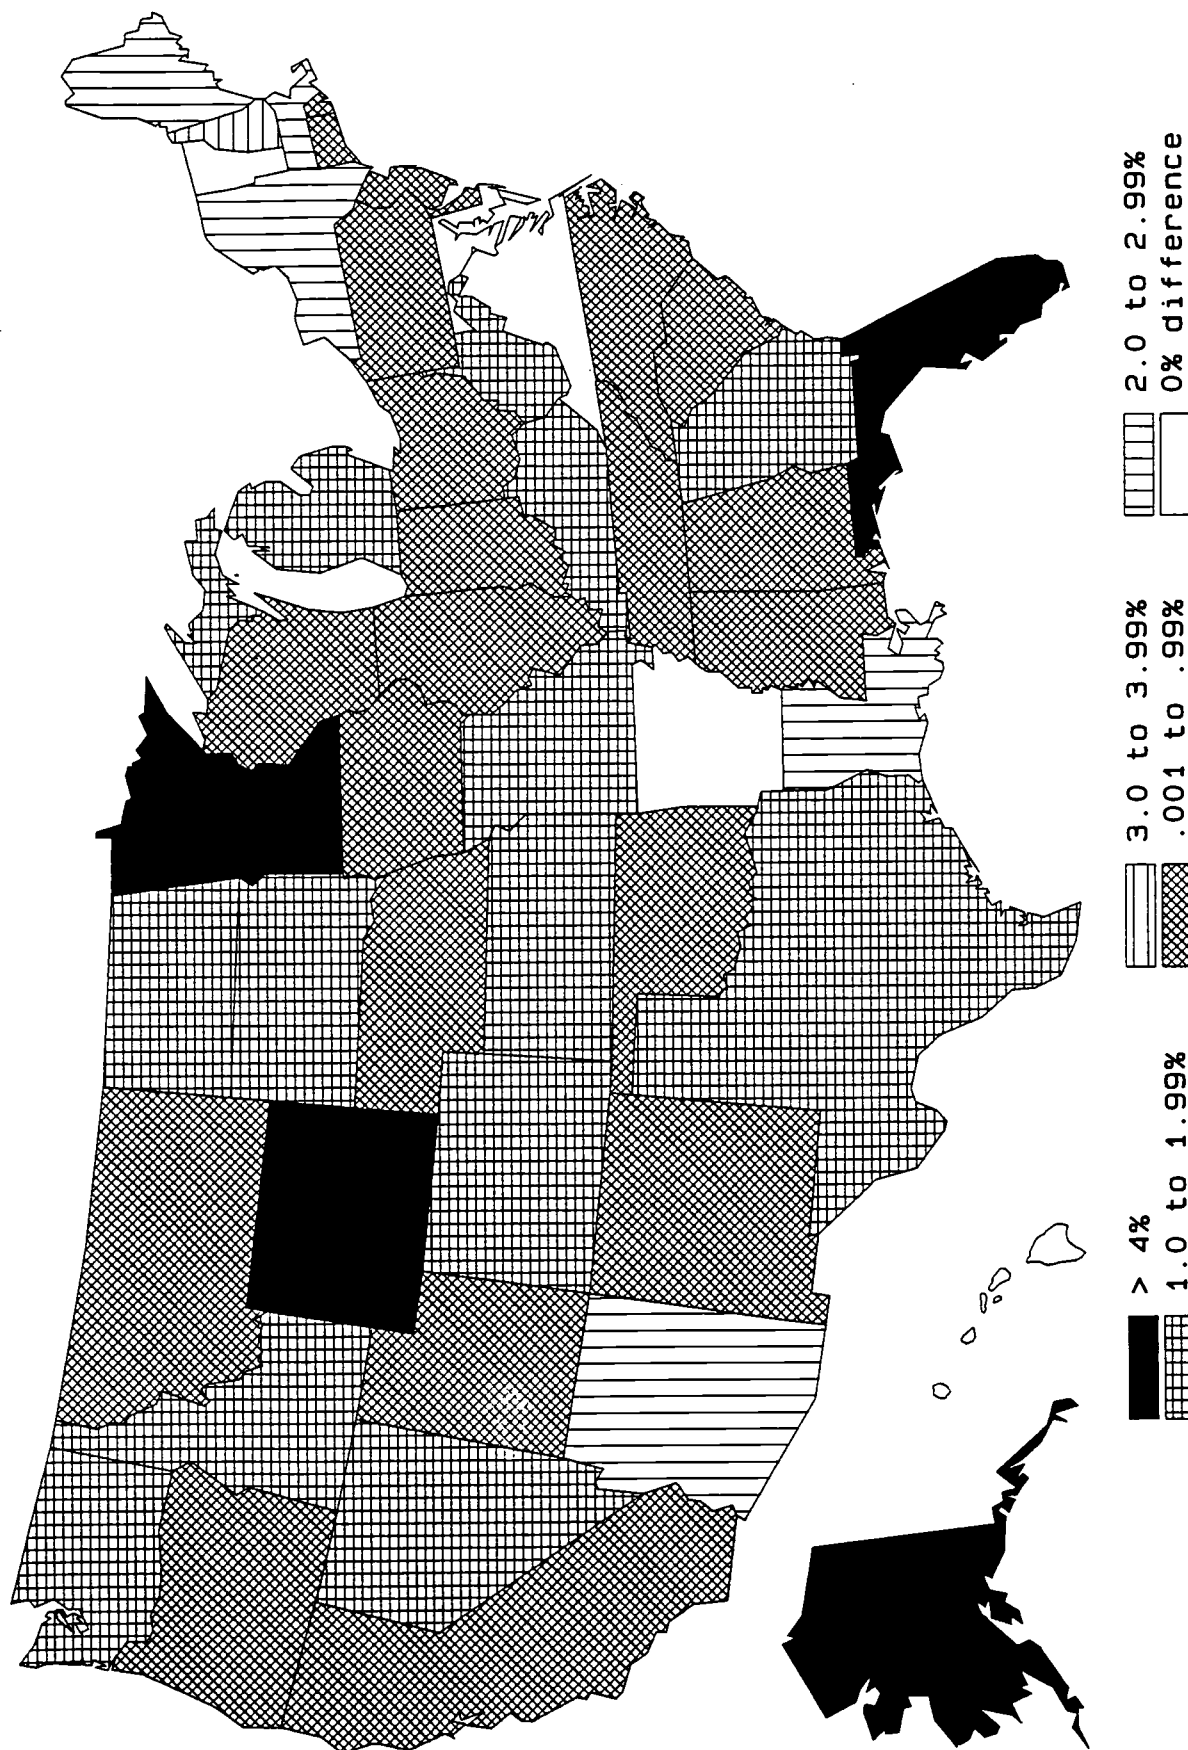 > 4%
3.0 to 3.99%
2.0 to 2.99%
1.0 to 1.99%
.001 to .99%
0% difference